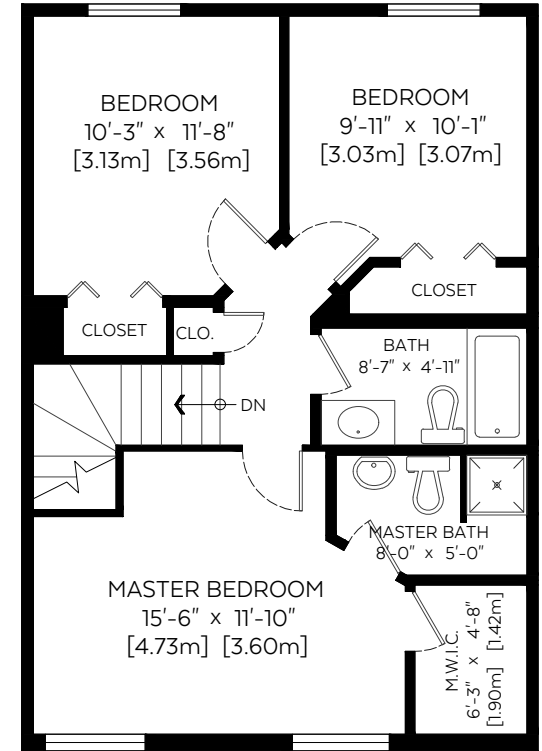 BEDROOM
10'-3" x 11'-8"
[3.13m] [3.56m]
BEDROOM
9'-11" x 10'-1"
[3.03m] [3.07m]
CLOSET
CLOSET
CLO.
BATH
8'-7" x 4'-11"
DN
MASTER BATH
8'-0" x 5'-0"
MASTER BEDROOM
15'-6" x 11'-10"
[4.73m] [3.60m]
M.W.I.C.
6'-3" x 4'-8"
[1.90m] [1.42m]